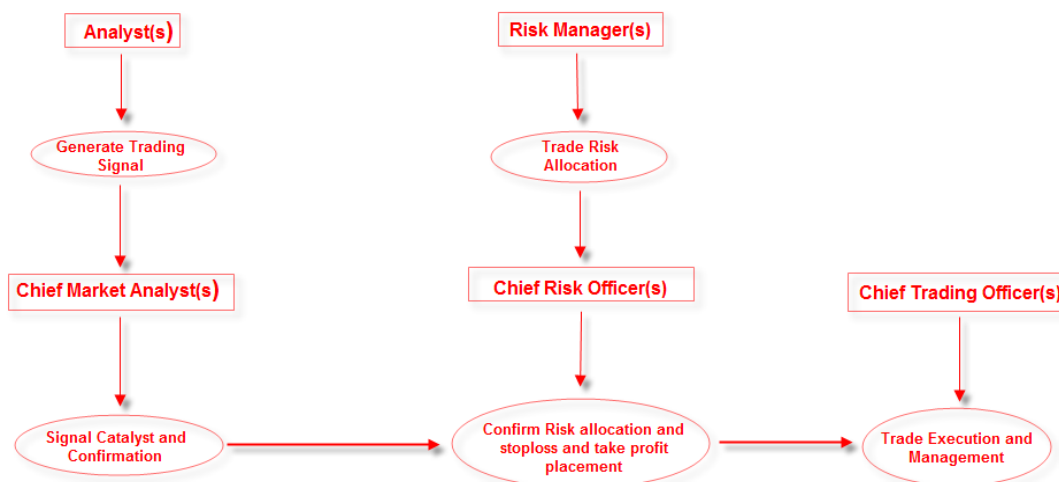 Analyst(s)
Risk Manager(s)
Generate Trading
Signal
Trade Risk
Allocation
Chief Market Analyst(s)
Chief Risk Officer(s)
Chief Trading Officer(s)
Signal Catalyst and
Confirmation
Confirm Risk allocation and
stoploss and take profit
placement
Trade Execution and
Management